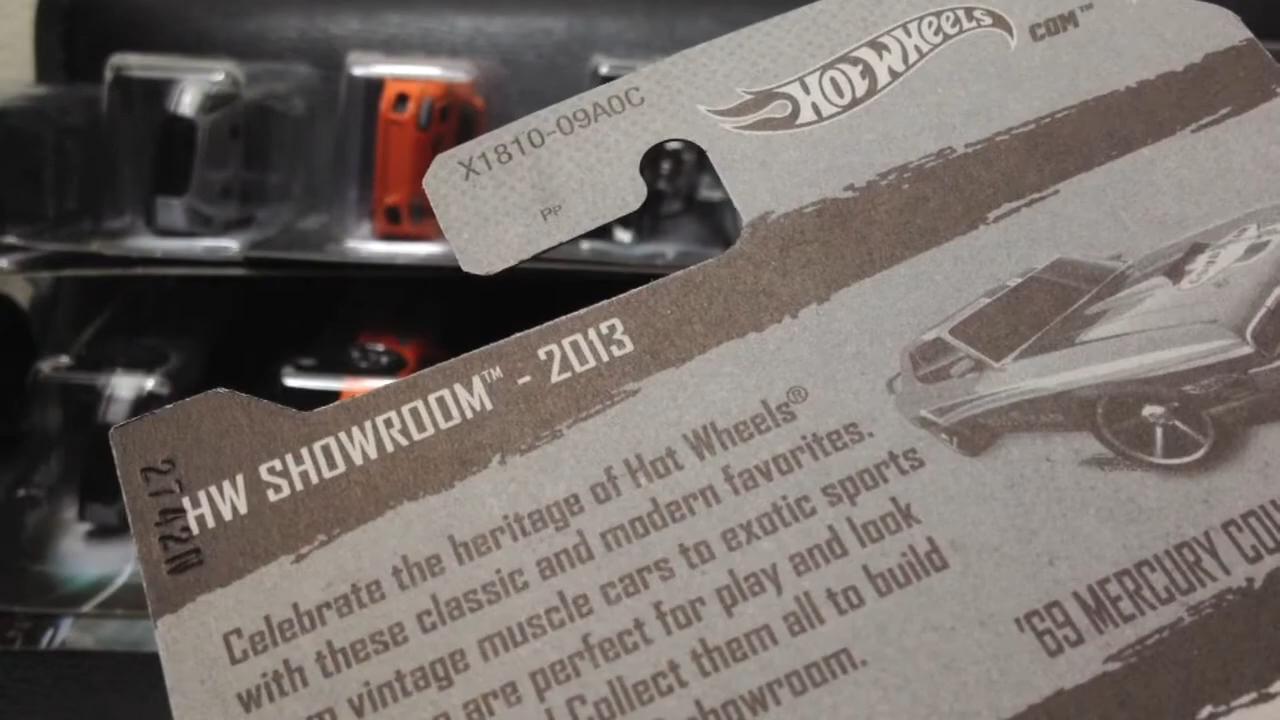 HOT WHEELS
COM™
X1810-09A0C
PP
HW SHOWROOM™ - 2013
2742N
Celebrate the heritage of Hot Wheels®
with these classic and modern favorites.
vintage muscle cars to exotic sports
are perfect for play and look
Collect them all to build
showroom.
'69 MERCURY